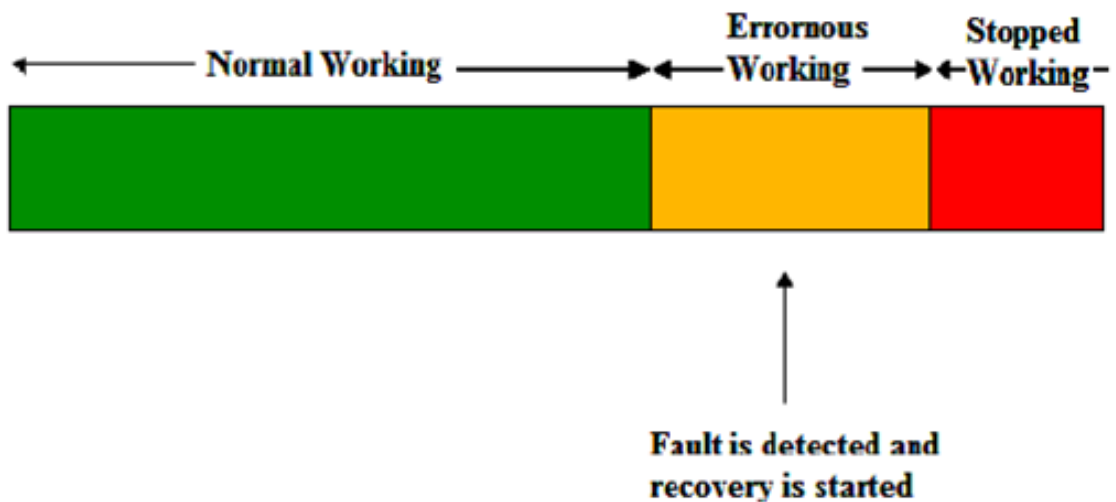 Normal Working
Errornous
Working
Stopped
Working
Fault is detected and
recovery is started